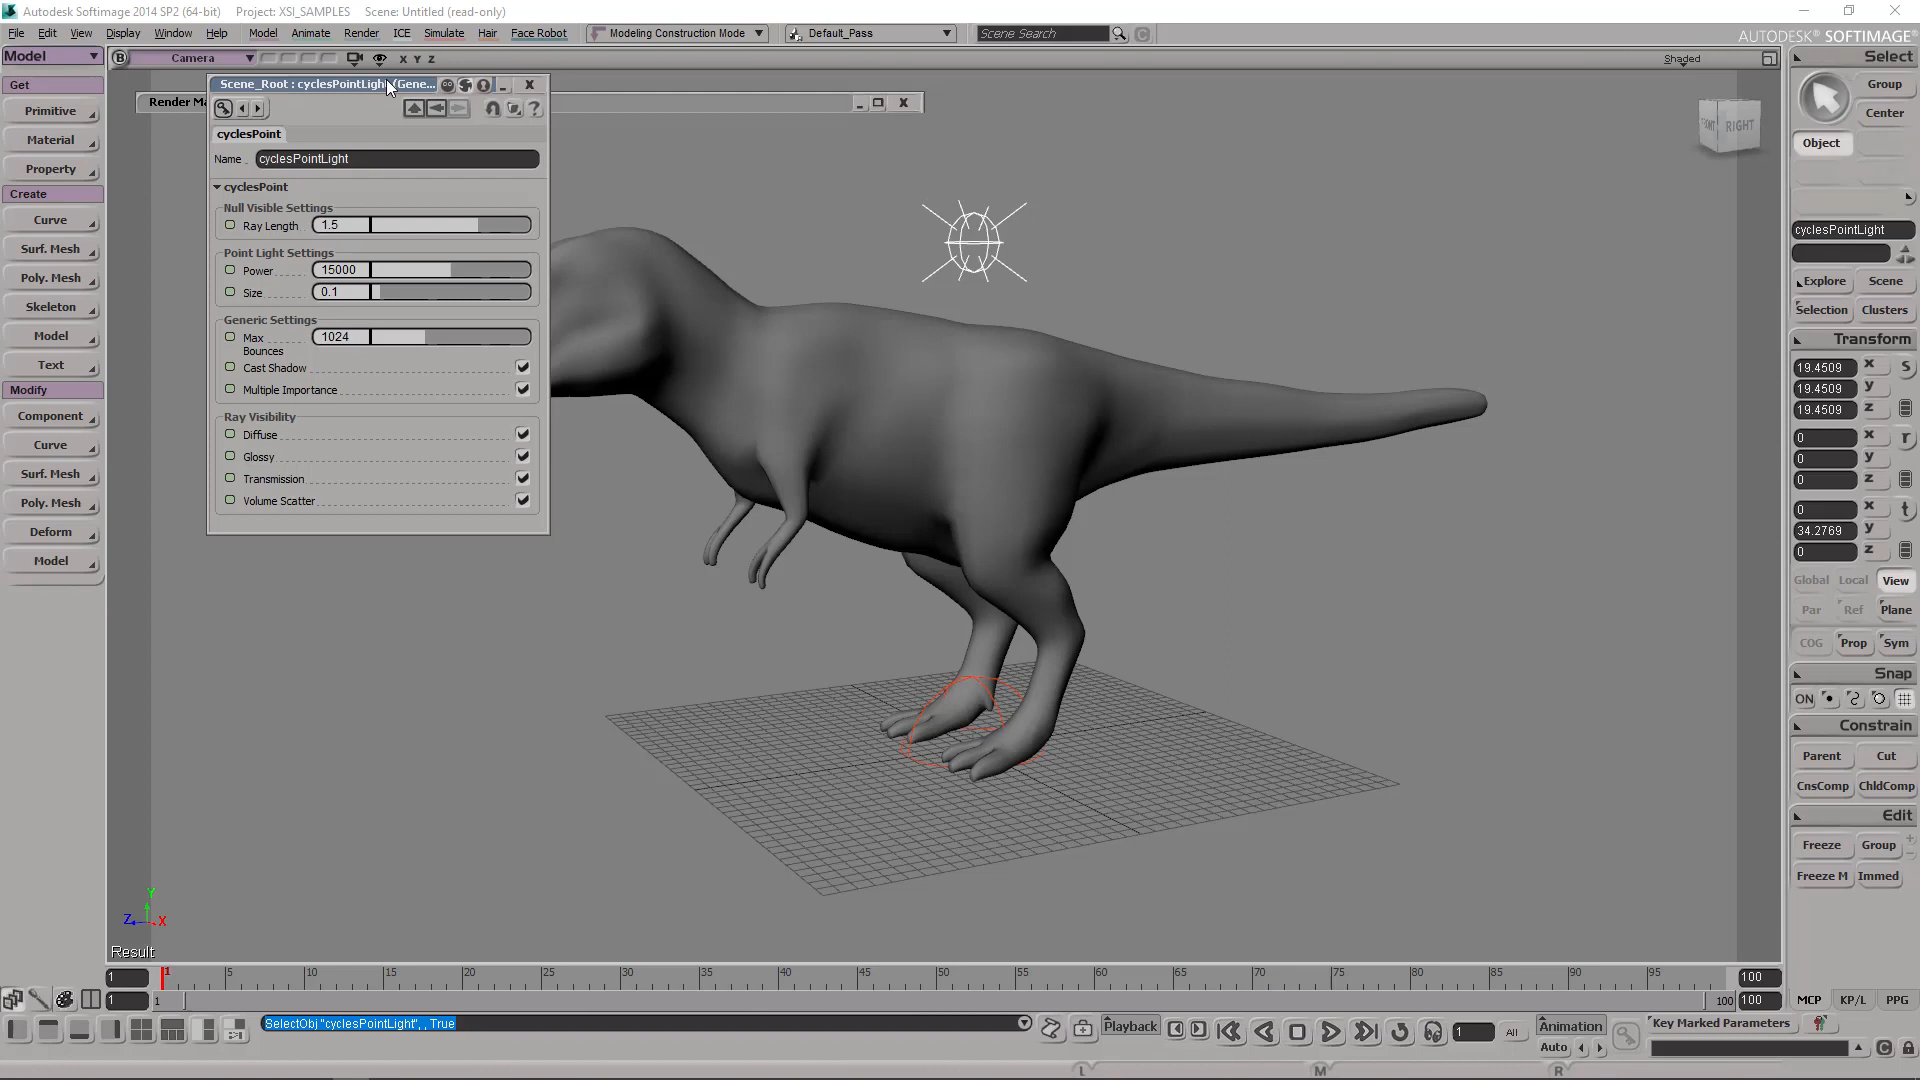 Autodesk Softimage 2014 SP2 (64-bit) Project: XSI_SAMPLES Scene: Untitled (read-only)
File Edit View Display Window Help Model Animate Render ICE Simulate Hair Face Robot Modeling Construction Mode Default_Pass Scene Search AUTODESK® SOFTIMAGE®
Model
B Camera X Y Z Shaded
Get
Primitive
Material
Property
Create
Curve
Surf. Mesh
Poly. Mesh
Skeleton
Model
Text
Modify
Component
Curve
Surf. Mesh
Poly. Mesh
Deform
Model
Render Ma
Scene_Root : cyclesPointLight (Gene...
cyclesPoint
Name cyclesPointLight
cyclesPoint
Null Visible Settings
Ray Length 1.5
Point Light Settings
Power 15000
Size 0.1
Generic Settings
Max Bounces 1024
Cast Shadow
Multiple Importance
Ray Visibility
Diffuse
Glossy
Transmission
Volume Scatter
RIGHT
FRONT
Y
Z X
Result
Select
Group
Center
Object
cyclesPointLight
Explore Scene
Selection Clusters
Transform
19.4509 x s
19.4509 y
19.4509 z
0 x r
0 y
0 z
0 x t
34.2769 y
0 z
Global Local View
Par Ref Plane
COG Prop Sym
Snap
ON
Constrain
Parent Cut
CnsComp ChldComp
Edit
Freeze Group
Freeze M Immed
1 1 5 10 15 20 25 30 35 40 45 50 55 60 65 70 75 80 85 90 95 100
1 1 100 100 MCP KP/L PPG
SelectObj "cyclesPointLight", , True Playback 1 All Animation Key Marked Parameters
Auto
L M R